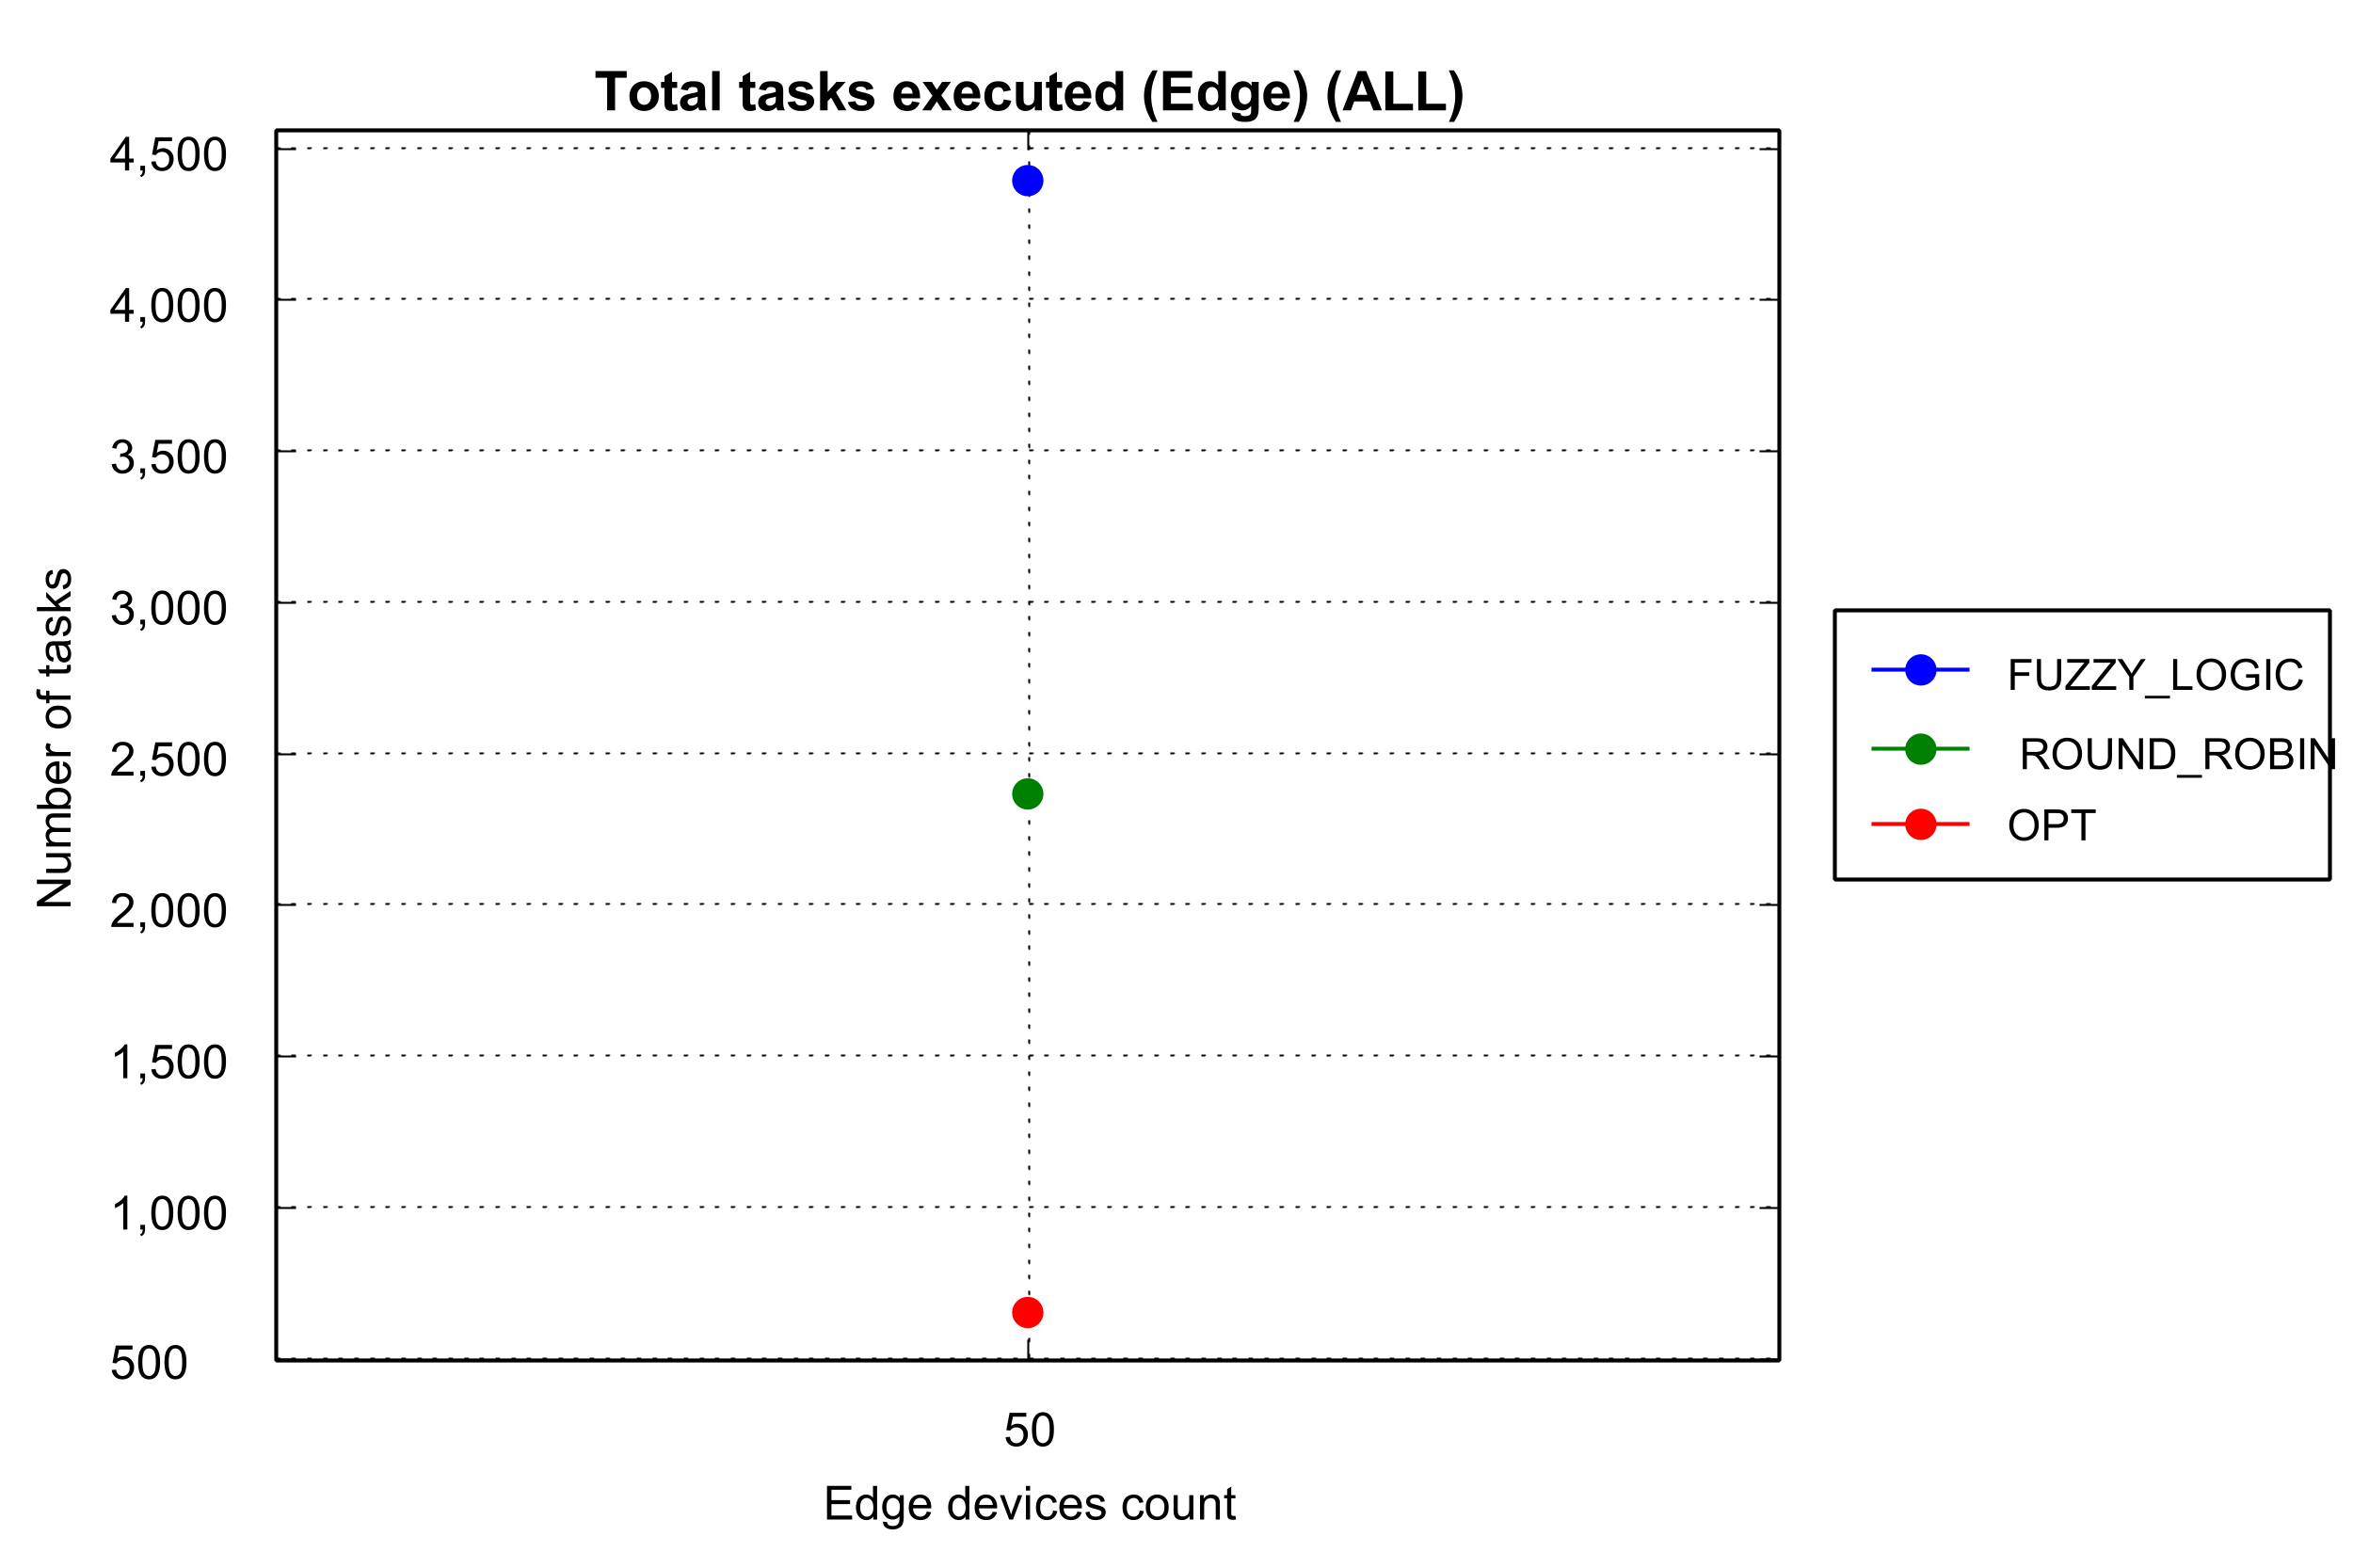 Total tasks executed (Edge) (ALL)
4,500
4,000
3,500
3,000
2,500
2,000
1,500
1,000
500
Number of tasks
50
Edge devices count
FUZZY_LOGIC
ROUND_ROBIN
OPT